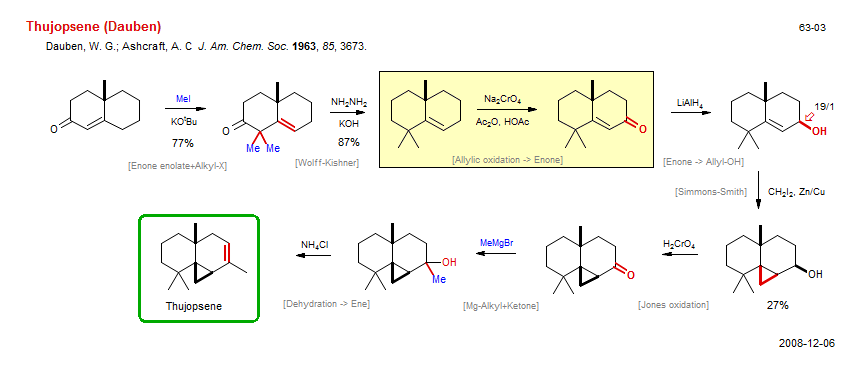 Thujopsene (Dauben)
63-03
Dauben, W. G.; Ashcraft, A. C J. Am. Chem. Soc. 1963, 85, 3673.
O
MeI
KOᵗBu
77%
[Enone enolate+Alkyl-X]
O
Me Me
NH₂NH₂
KOH
87%
[Wolff-Kishner]
Na₂CrO₄
Ac₂O, HOAc
[Allylic oxidation -> Enone]
O
LiAlH₄
[Enone -> Allyl-OH]
19/1
OH
[Simmons-Smith]
CH₂I₂, Zn/Cu
OH
27%
H₂CrO₄
[Jones oxidation]
O
MeMgBr
[Mg-Alkyl+Ketone]
OH
Me
NH₄Cl
[Dehydration -> Ene]
Thujopsene
2008-12-06